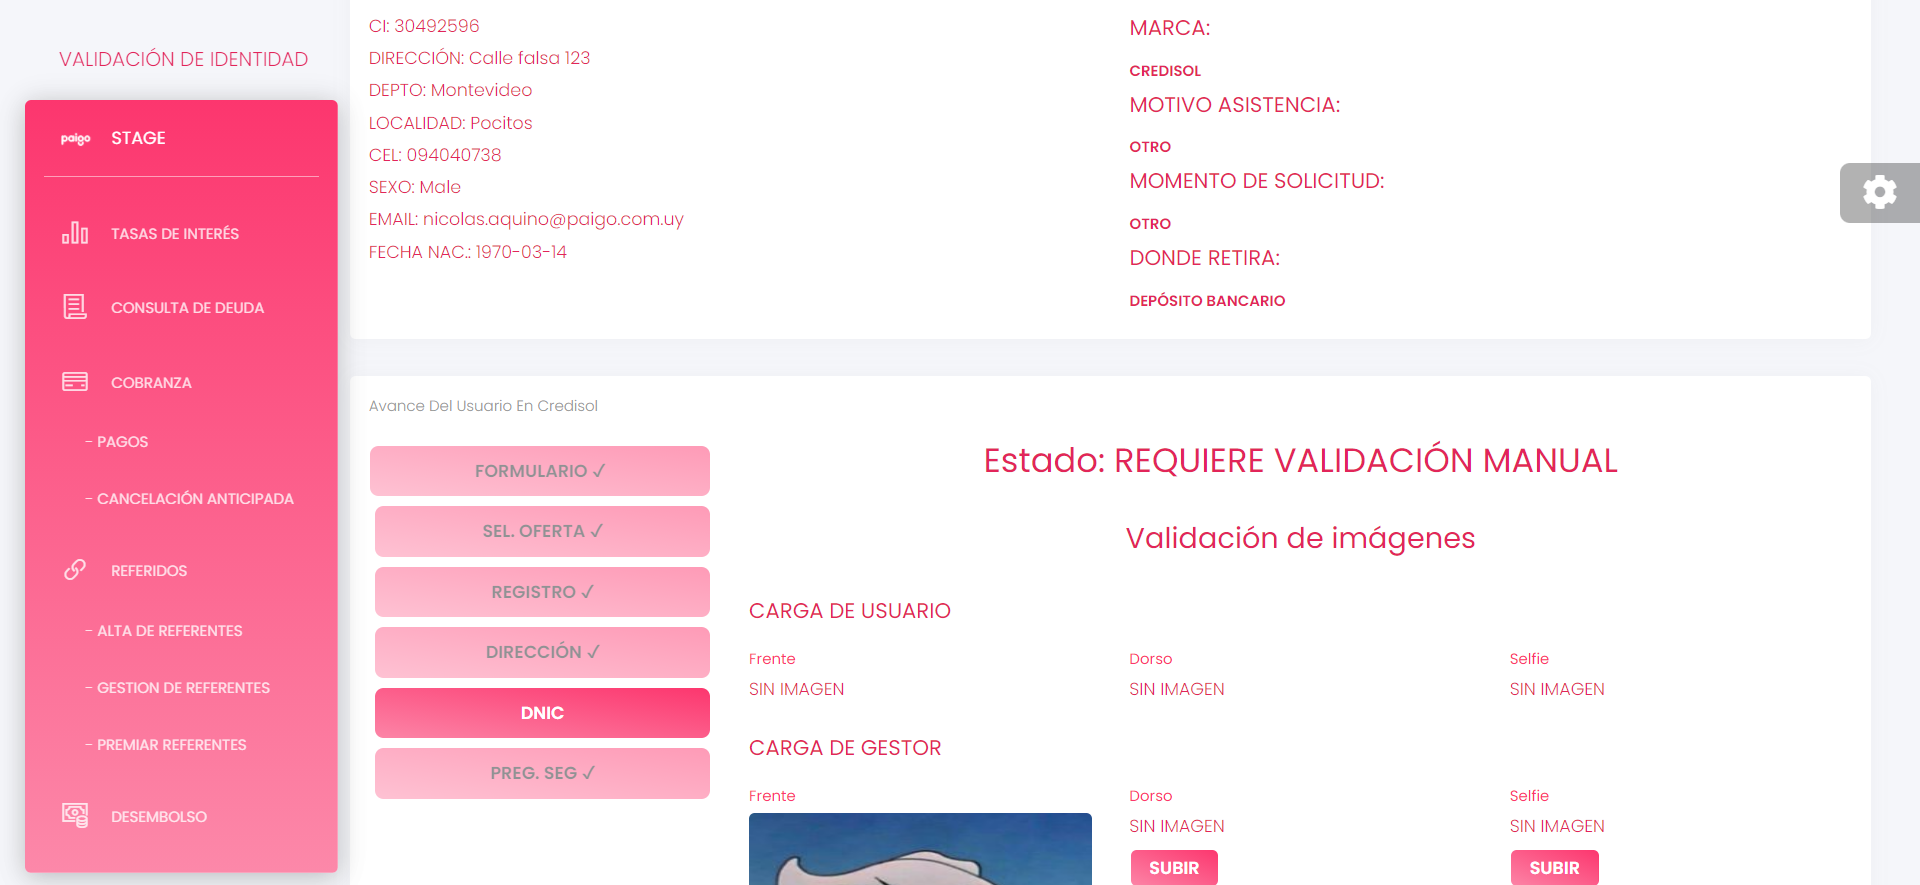 VALIDACIÓN DE IDENTIDAD
paigo STAGE
TASAS DE INTERÉS
CONSULTA DE DEUDA
COBRANZA
- PAGOS
- CANCELACIÓN ANTICIPADA
REFERIDOS
- ALTA DE REFERENTES
- GESTION DE REFERENTES
- PREMIAR REFERENTES
DESEMBOLSO
CI: 30492596
DIRECCIÓN: Calle falsa 123
DEPTO: Montevideo
LOCALIDAD: Pocitos
CEL: 094040738
SEXO: Male
EMAIL: nicolas.aquino@paigo.com.uy
FECHA NAC.: 1970-03-14
MARCA:
CREDISOL
MOTIVO ASISTENCIA:
OTRO
MOMENTO DE SOLICITUD:
OTRO
DONDE RETIRA:
DEPÓSITO BANCARIO
Avance Del Usuario En Credisol
FORMULARIO ✓
SEL. OFERTA ✓
REGISTRO ✓
DIRECCIÓN ✓
DNIC
PREG. SEG ✓
Estado: REQUIERE VALIDACIÓN MANUAL
Validación de imágenes
CARGA DE USUARIO
Frente Dorso Selfie
SIN IMAGEN SIN IMAGEN SIN IMAGEN
CARGA DE GESTOR
Frente Dorso Selfie
SIN IMAGEN SIN IMAGEN
SUBIR SUBIR